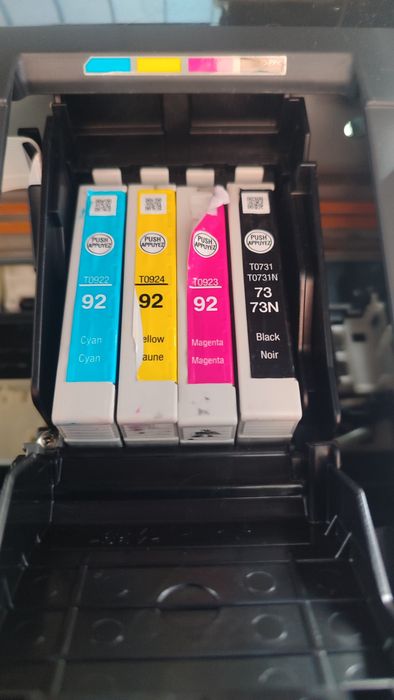 PUSH
APPUYEZ
T0922
92
Cyan
Cyan
PUSH
APPUYEZ
T0924
92
ellow
aune
PUSH
APPUYEZ
T0923
92
Magenta
Magenta
PUSH
APPUYEZ
T0731
T0731N
73
73N
Black
Noir